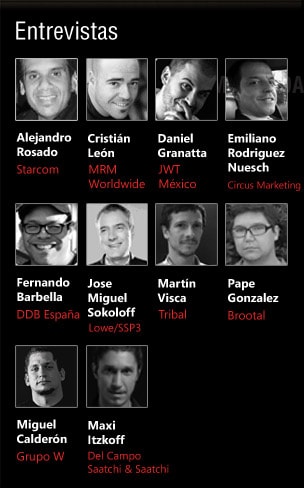 Entrevistas
Alejandro
Rosado
Starcom
Cristián
León
MRM
Worldwide
Daniel
Granatta
JWT
México
Emiliano
Rodriguez
Nuesch
Circus Marketing
Fernando
Barbella
DDB España
Jose
Miguel
Sokoloff
Lowe/SSP3
Martín
Visca
Tribal
Pape
Gonzalez
Brootal
Miguel
Calderón
Grupo W
Maxi
Itzkoff
Del Campo
Saatchi & Saatchi